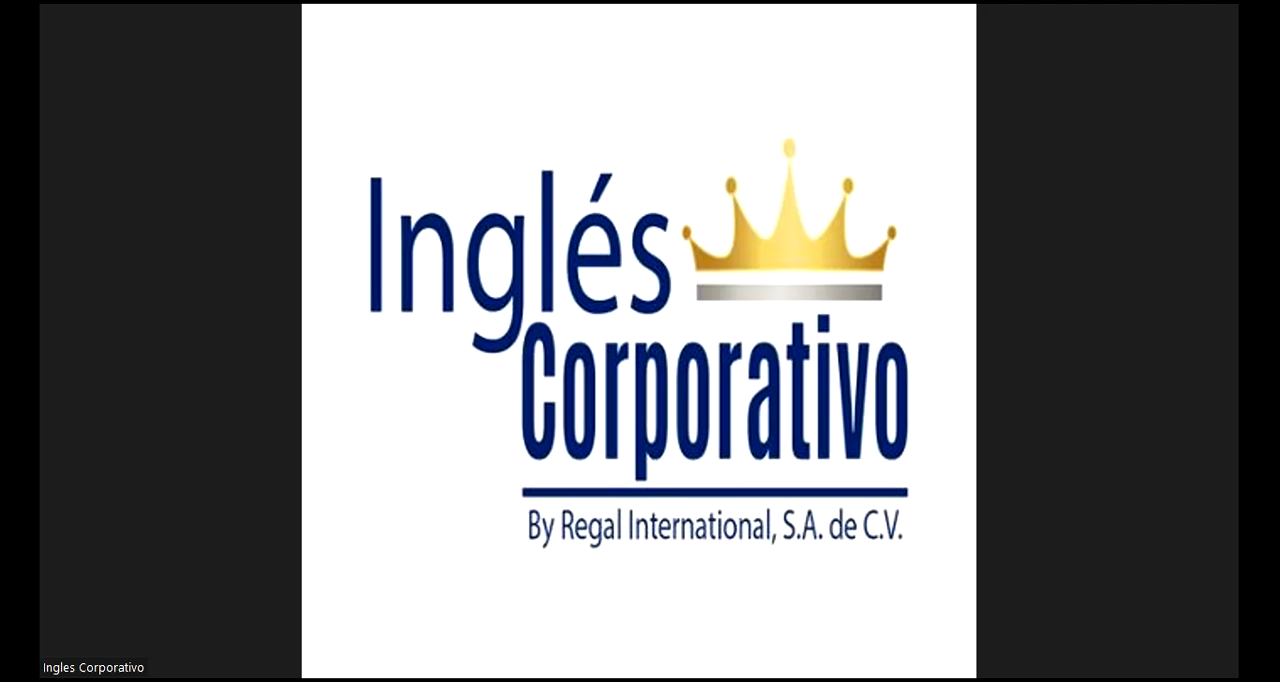 Inglés
Corporativo
By Regal International, S.A. de C.V.
Ingles Corporativo